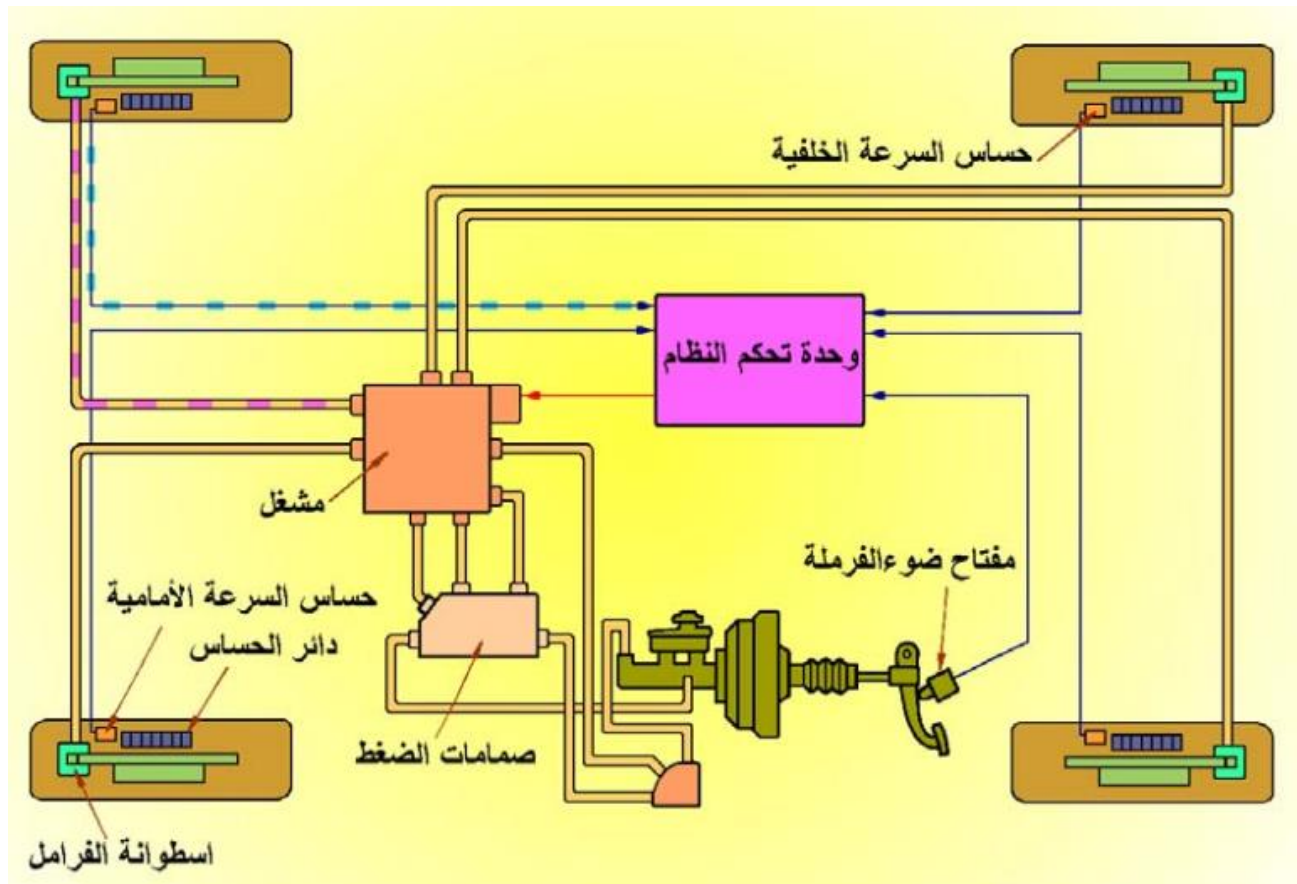 حساس السرعة الخلفية
وحدة تحكم النظام
مشغل
مفتاح ضوءالفرملة
حساس السرعة الأمامية
دائر الحساس
صمامات الضغط
اسطوانة الفرامل